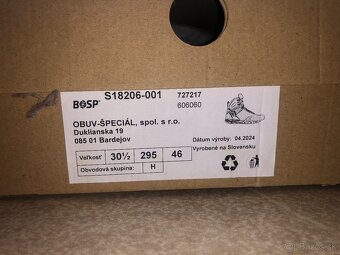 BOSP S18206-001 727217
606060
OBUV-ŠPECIÁL, spol. s r.o.
Duklianska 19
085 01 Bardejov
Dátum výroby: 04.2024
Vyrobené na Slovensku
Veľkosť 30½ 295 46
Obvodová skupina: H